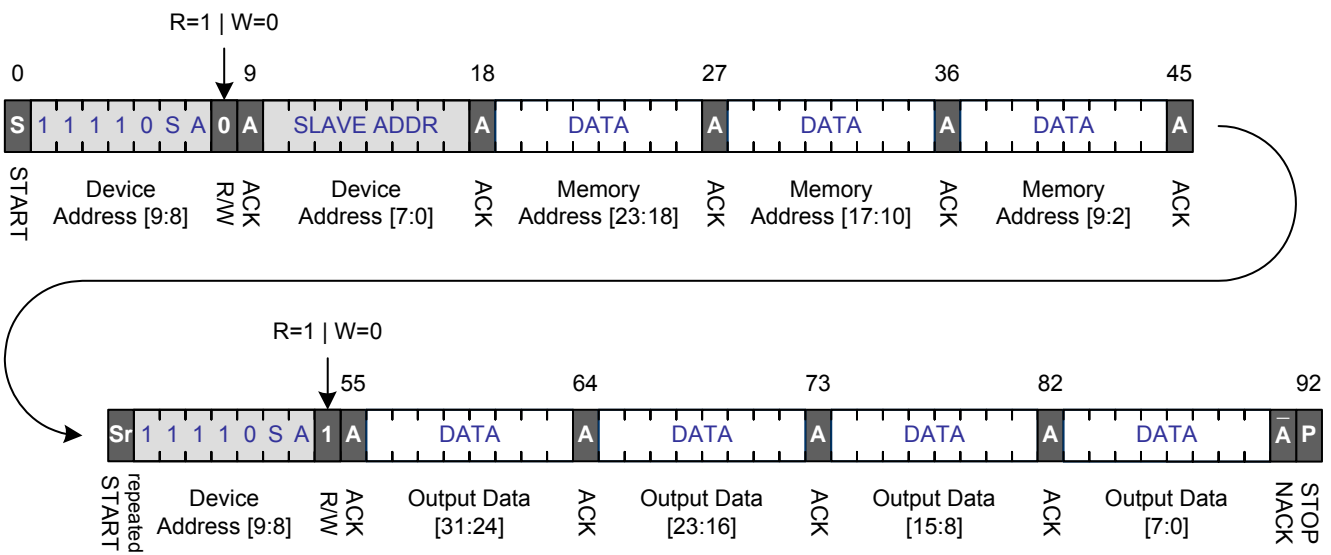 R=1 | W=0
0 9 18 27 36 45
S 1 1 1 1 0 S A 0 A SLAVE ADDR A DATA A DATA A DATA A
START Device Address [9:8] R/W ACK Device Address [7:0] ACK Memory Address [23:18] ACK Memory Address [17:10] ACK Memory Address [9:2] ACK
R=1 | W=0
55 64 73 82 92
Sr 1 1 1 1 0 S A 1 A DATA A DATA A DATA A DATA A̅ P
repeated START Device Address [9:8] R/W ACK Output Data [31:24] ACK Output Data [23:16] ACK Output Data [15:8] ACK Output Data [7:0] NACK STOP